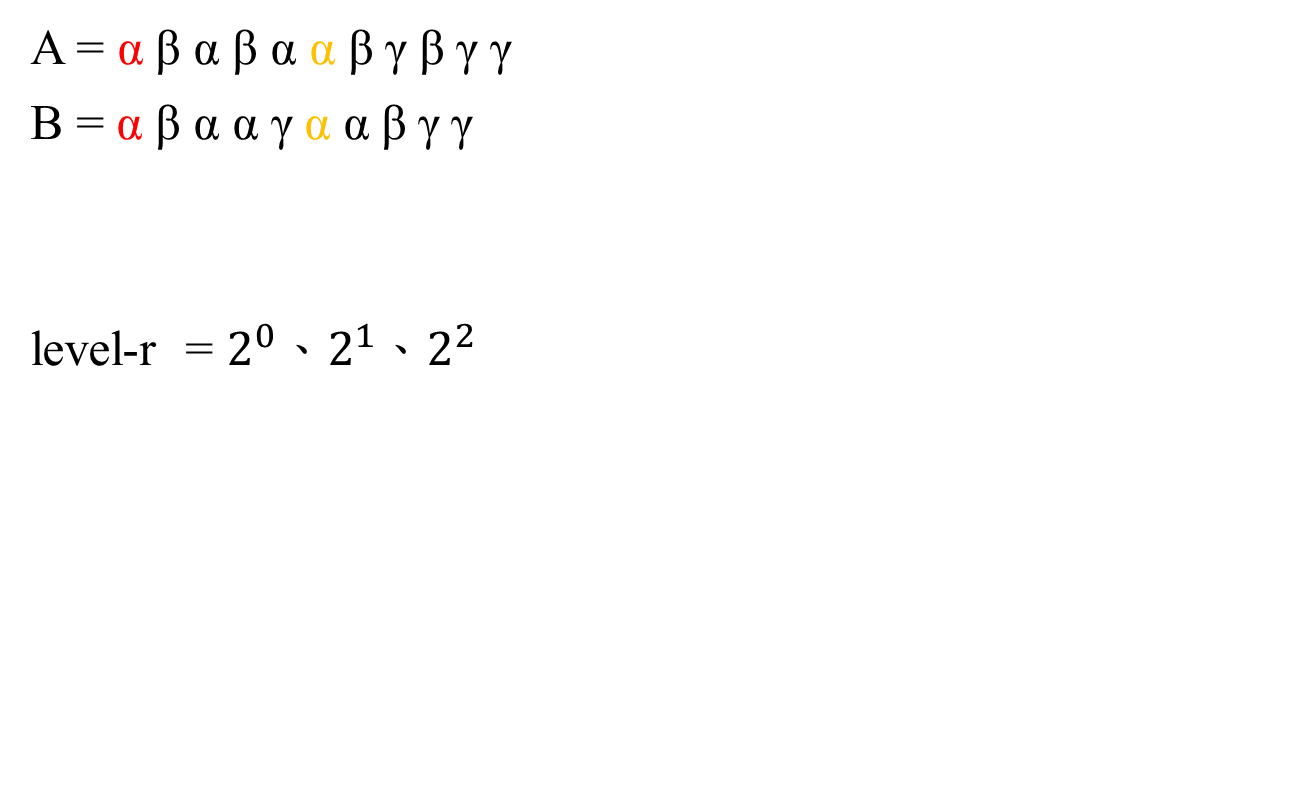 A = α β α β α α β γ β γ γ
B = α β α α γ α α β γ γ
level-r = 2⁰、2¹、2²